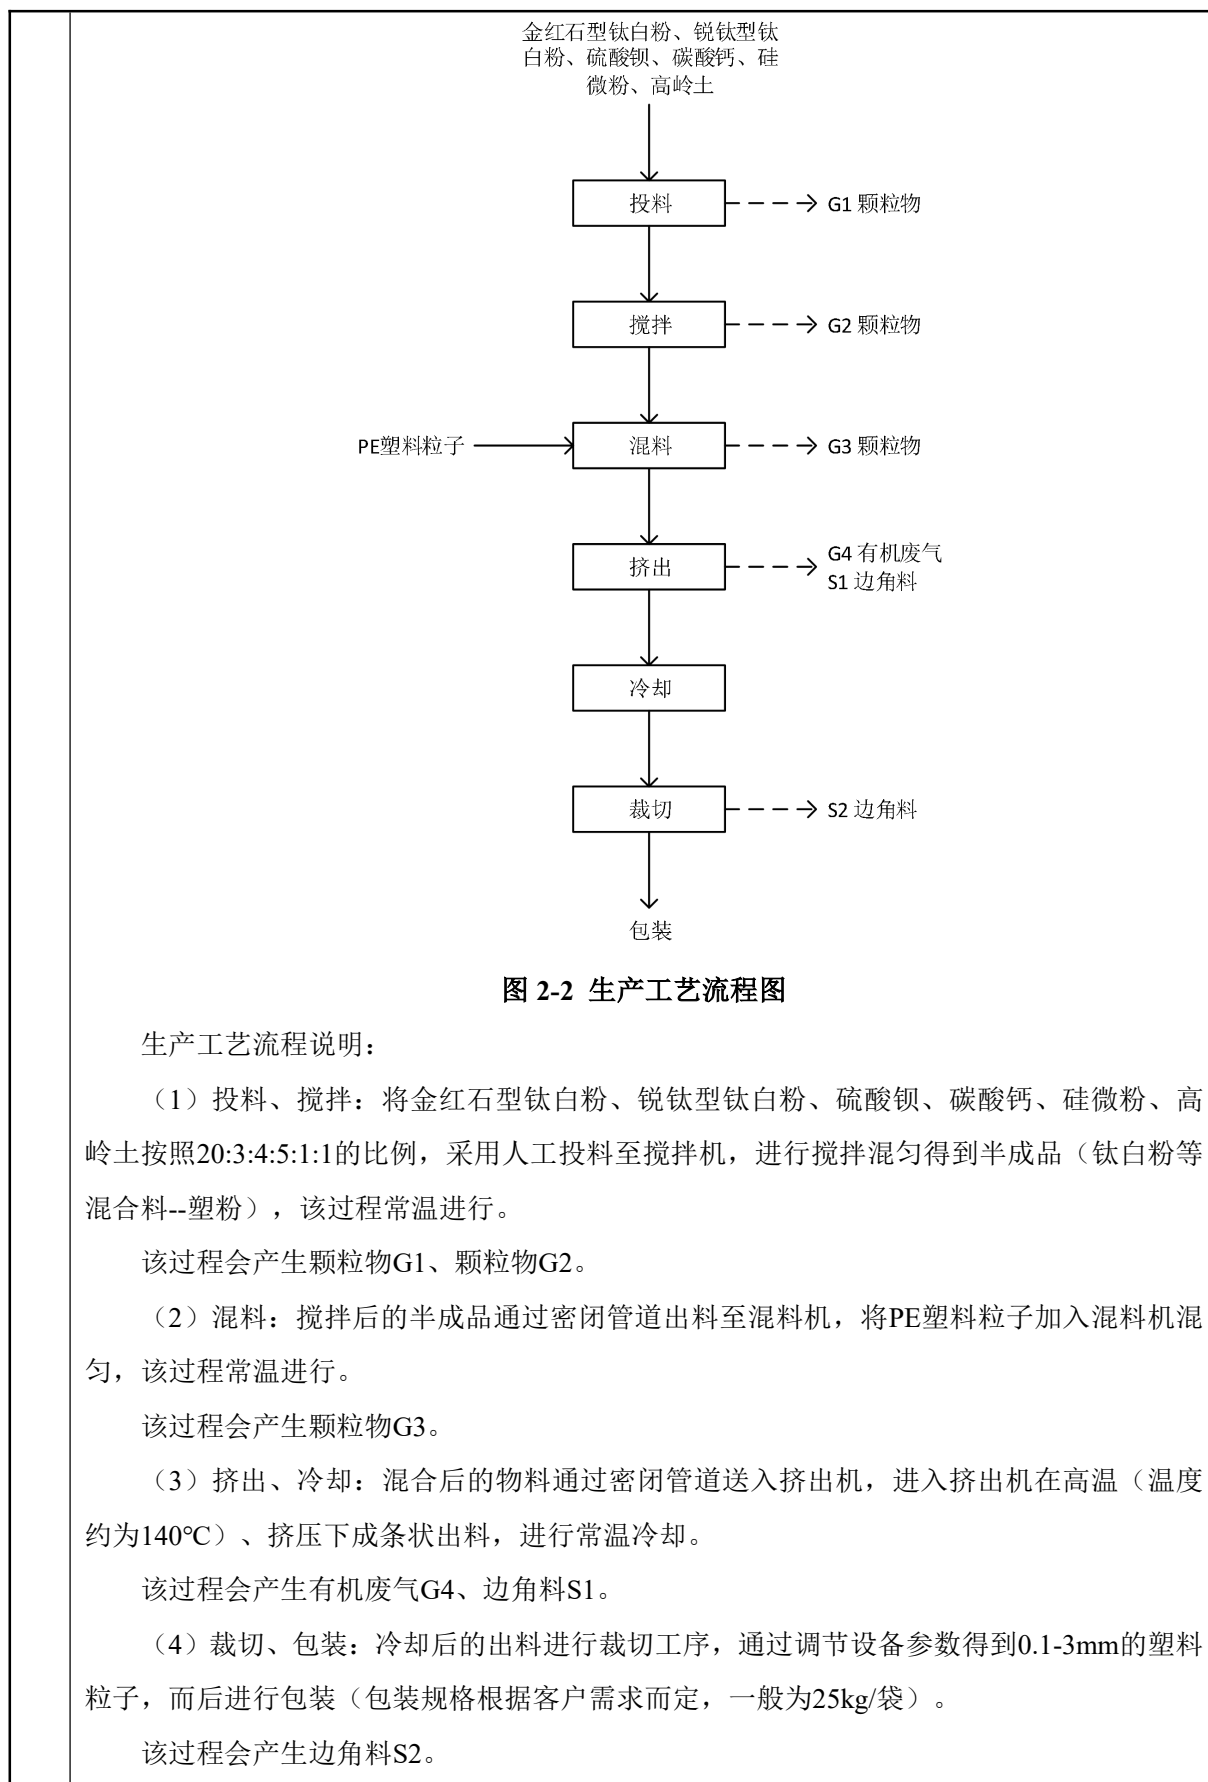 金红石型钛白粉、锐钛型钛
白粉、硫酸钡、碳酸钙、硅
微粉、高岭土
投料
G1 颗粒物
搅拌
G2 颗粒物
PE塑料粒子
混料
G3 颗粒物
挤出
G4 有机废气
S1 边角料
冷却
裁切
S2 边角料
包装
图 2-2 生产工艺流程图
生产工艺流程说明：
（1）投料、搅拌：将金红石型钛白粉、锐钛型钛白粉、硫酸钡、碳酸钙、硅微粉、高
岭土按照20:3:4:5:1:1的比例，采用人工投料至搅拌机，进行搅拌混匀得到半成品（钛白粉等
混合料--塑粉），该过程常温进行。
该过程会产生颗粒物G1、颗粒物G2。
（2）混料：搅拌后的半成品通过密闭管道出料至混料机，将PE塑料粒子加入混料机混
匀，该过程常温进行。
该过程会产生颗粒物G3。
（3）挤出、冷却：混合后的物料通过密闭管道送入挤出机，进入挤出机在高温（温度
约为140℃）、挤压下成条状出料，进行常温冷却。
该过程会产生有机废气G4、边角料S1。
（4）裁切、包装：冷却后的出料进行裁切工序，通过调节设备参数得到0.1-3mm的塑料
粒子，而后进行包装（包装规格根据客户需求而定，一般为25kg/袋）。
该过程会产生边角料S2。